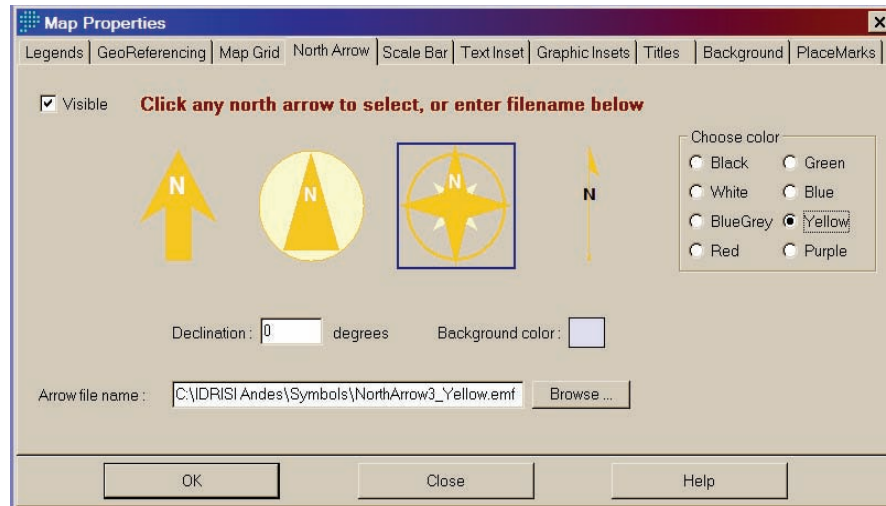 Map Properties
Legends GeoReferencing Map Grid North Arrow Scale Bar Text Inset Graphic Insets Titles Background PlaceMarks
Visible Click any north arrow to select, or enter filename below
N N N N
Choose color
Black Green
White Blue
BlueGrey Yellow
Red Purple
Declination : 0 degrees Background color :
Arrow file name : C:\IDRISI Andes\Symbols\NorthArrow3_Yellow.emf Browse ...
OK Close Help